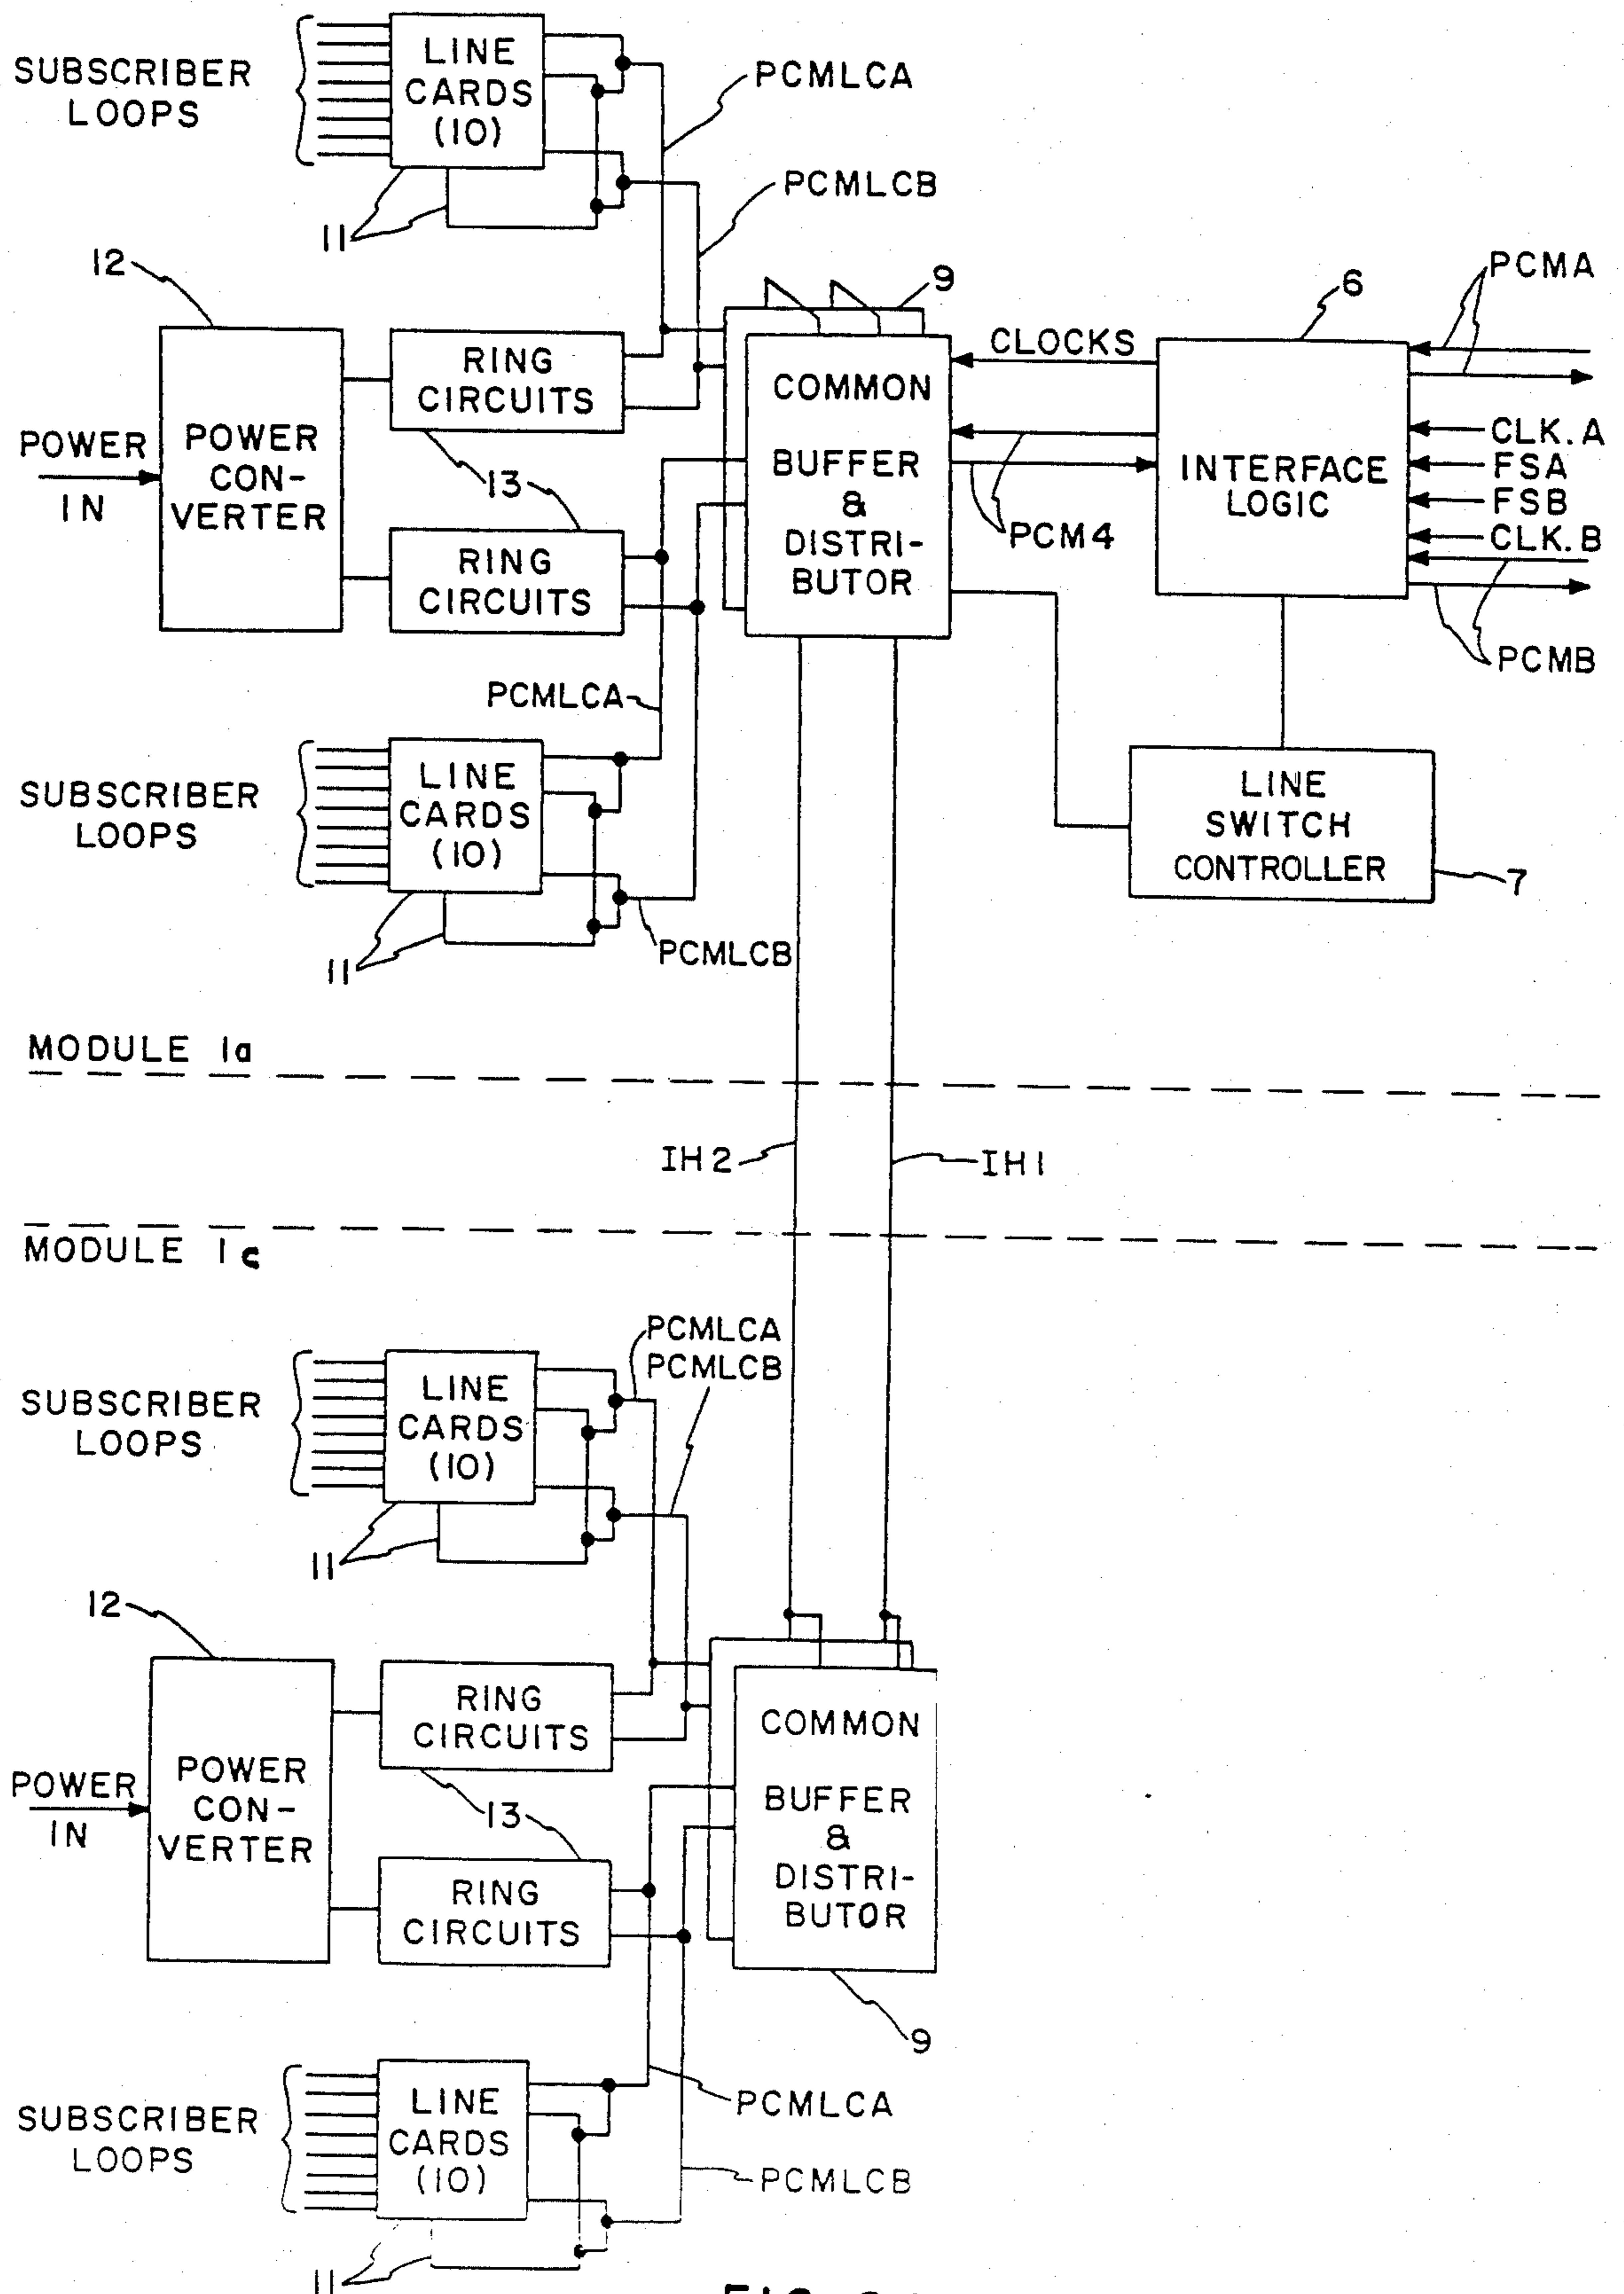 SUBSCRIBER
LOOPS
LINE
CARDS
(10)
11
PCMLCA
PCMLCB
12
POWER
IN
POWER
CON-
VERTER
RING
CIRCUITS
13
RING
CIRCUITS
9
COMMON
BUFFER
&
DISTRI-
BUTOR
CLOCKS
PCM4
6
INTERFACE
LOGIC
PCMA
CLK.A
FSA
FSB
CLK.B
PCMB
PCMLCA
SUBSCRIBER
LOOPS
LINE
CARDS
(10)
11
PCMLCB
LINE
SWITCH
CONTROLLER
7
MODULE 1a
IH2
IH1
MODULE 1c
PCMLCA
PCMLCB
SUBSCRIBER
LOOPS
LINE
CARDS
(10)
11
12
POWER
IN
POWER
CON-
VERTER
RING
CIRCUITS
13
RING
CIRCUITS
COMMON
BUFFER
&
DISTRI-
BUTOR
9
SUBSCRIBER
LOOPS
LINE
CARDS
(10)
11
PCMLCA
PCMLCB